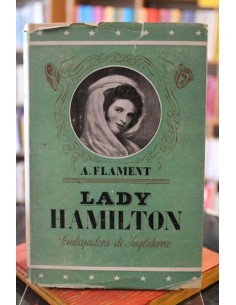 A. FLAMENT
LADY
HAMILTON
Embajadora de Inglaterra